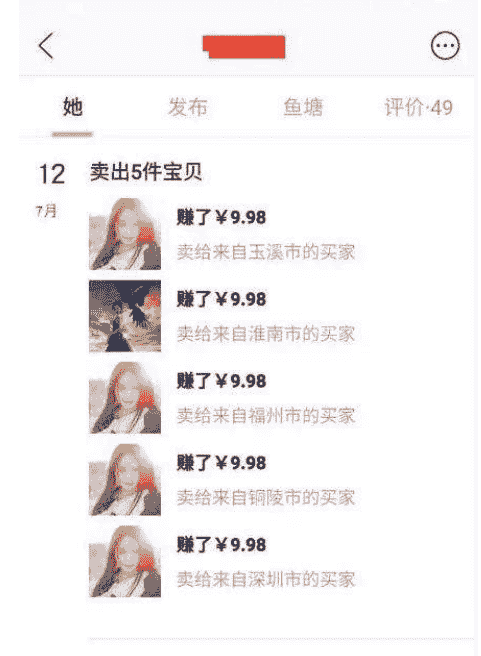 她 发布 鱼塘 评价·49
12 卖出5件宝贝
7月
赚了￥9.98
卖给来自玉溪市的买家
赚了￥9.98
卖给来自淮南市的买家
赚了￥9.98
卖给来自福州市的买家
赚了￥9.98
卖给来自铜陵市的买家
赚了￥9.98
卖给来自深圳市的买家